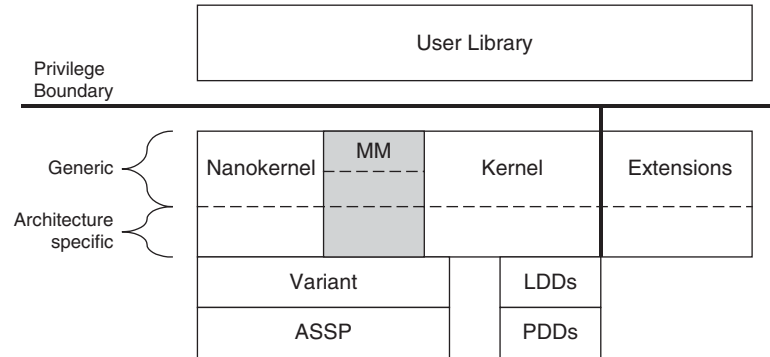 User Library
Privilege
Boundary
Generic
Nanokernel
MM
Kernel
Extensions
Architecture
specific
Variant
LDDs
ASSP
PDDs